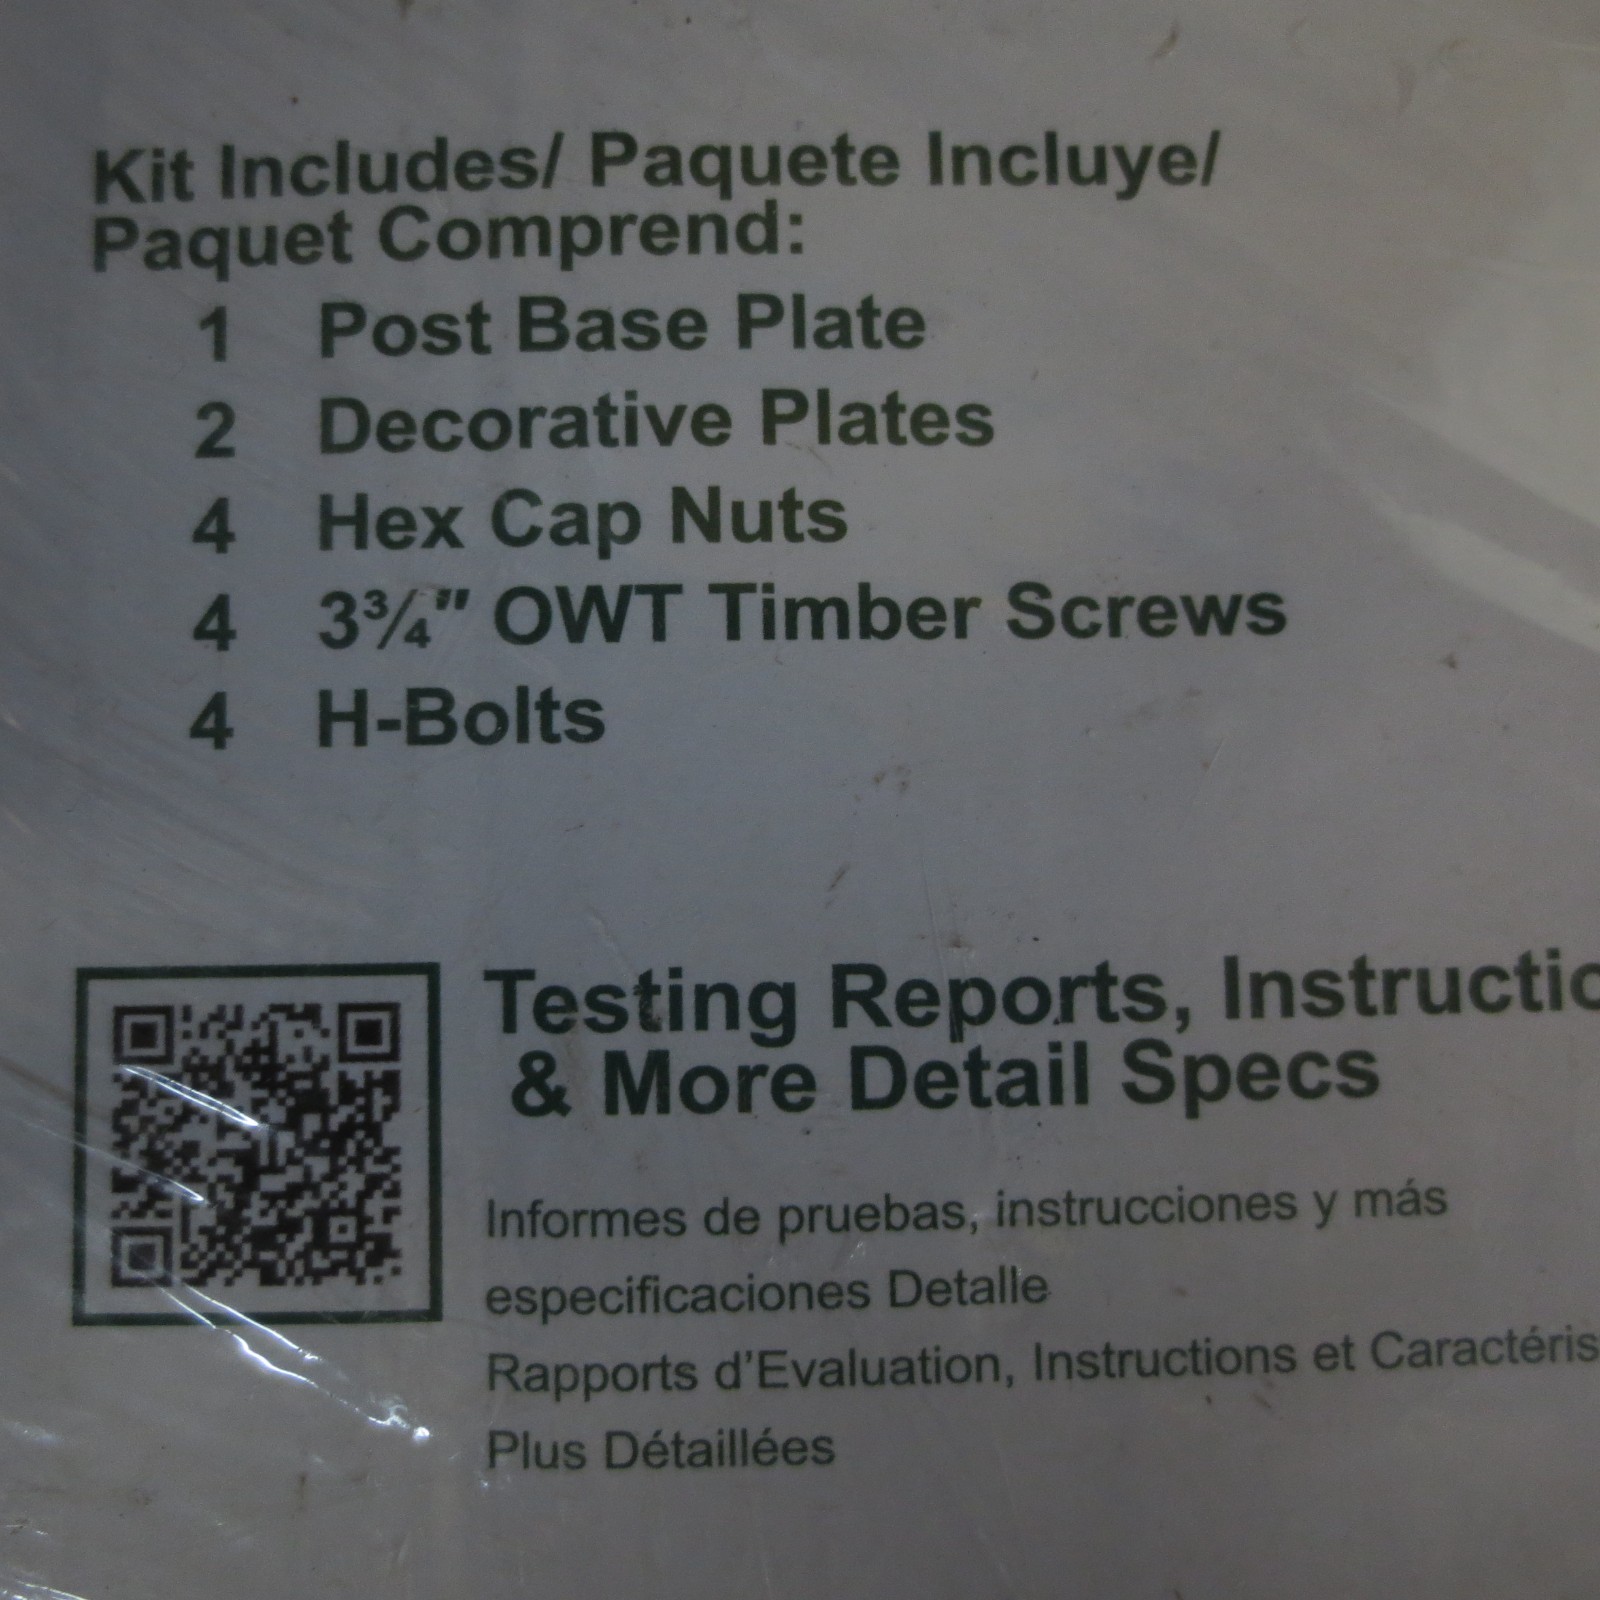 Kit Includes/ Paquete Incluye/
Paquet Comprend:
1 Post Base Plate
2 Decorative Plates
4 Hex Cap Nuts
4 3¾" OWT Timber Screws
4 H-Bolts
Testing Reports, Instructio
& More Detail Specs
Informes de pruebas, instrucciones y más
especificaciones Detalle
Rapports d'Evaluation, Instructions et Caractéris
Plus Détaillées